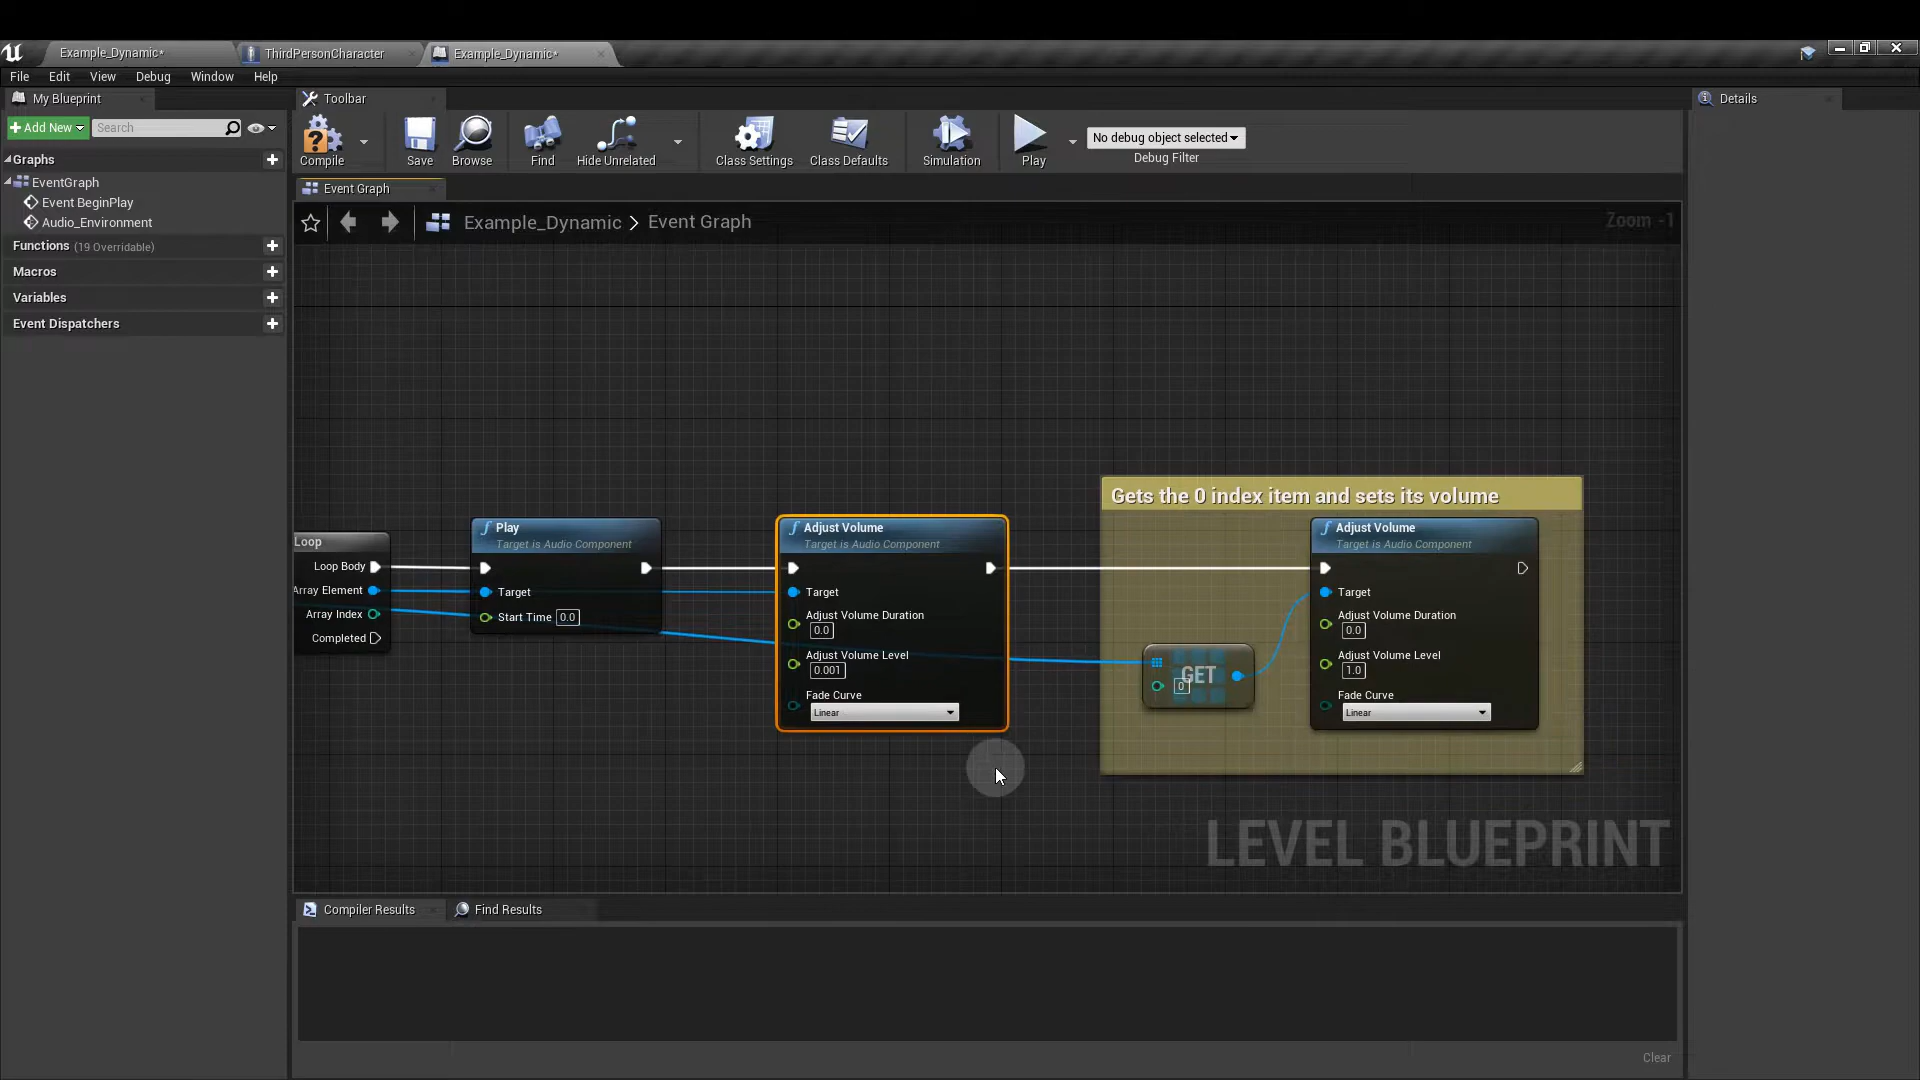 Example_Dynamic*
ThirdPersonCharacter
Example_Dynamic*
File Edit View Debug Window Help
My Blueprint
Toolbar
Details
Add New
Search
Compile
Save
Browse
Find
Hide Unrelated
Class Settings
Class Defaults
Simulation
Play
No debug object selected
Debug Filter
Graphs
EventGraph
Event BeginPlay
Audio_Environment
Functions (19 Overridable)
Macros
Variables
Event Dispatchers
Event Graph
Example_Dynamic > Event Graph
Zoom -1
Loop
Loop Body
Array Element
Array Index
Completed
Play
Target is Audio Component
Target
Start Time 0.0
Adjust Volume
Target is Audio Component
Target
Adjust Volume Duration
0.0
Adjust Volume Level
0.001
Fade Curve
Linear
Gets the 0 index item and sets its volume
GET
0
Adjust Volume
Target is Audio Component
Target
Adjust Volume Duration
0.0
Adjust Volume Level
1.0
Fade Curve
Linear
LEVEL BLUEPRINT
Compiler Results
Find Results
Clear